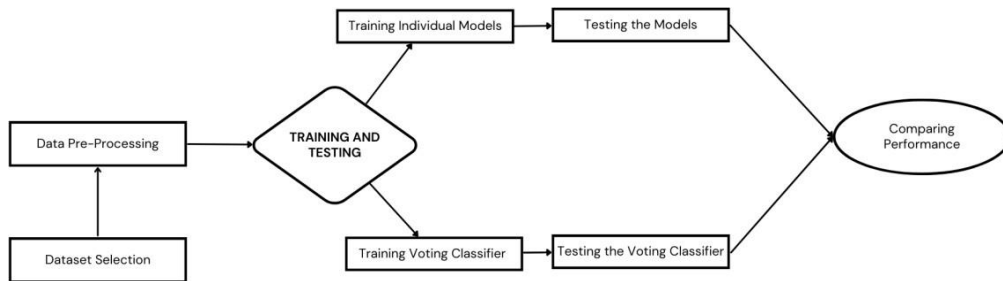 Training Individual Models
Testing the Models
Data Pre-Processing
TRAINING AND
TESTING
Comparing
Performance
Dataset Selection
Training Voting Classifier
Testing the Voting Classifier